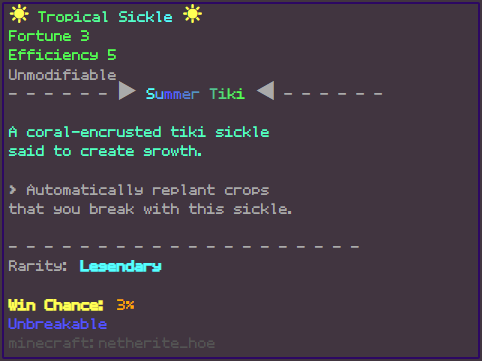 ☀ Tropical Sickle ☀
Fortune 3
Efficiency 5
Unmodifiable
- - - - - - ▶ Summer Tiki ◀ - - - - - -
A coral-encrusted tiki sickle
said to create growth.
> Automatically replant crops
that you break with this sickle.
- - - - - - - - - - - - - - - - - - - - -
Rarity: Legendary
Win Chance: 3%
Unbreakable
minecraft:netherite_hoe